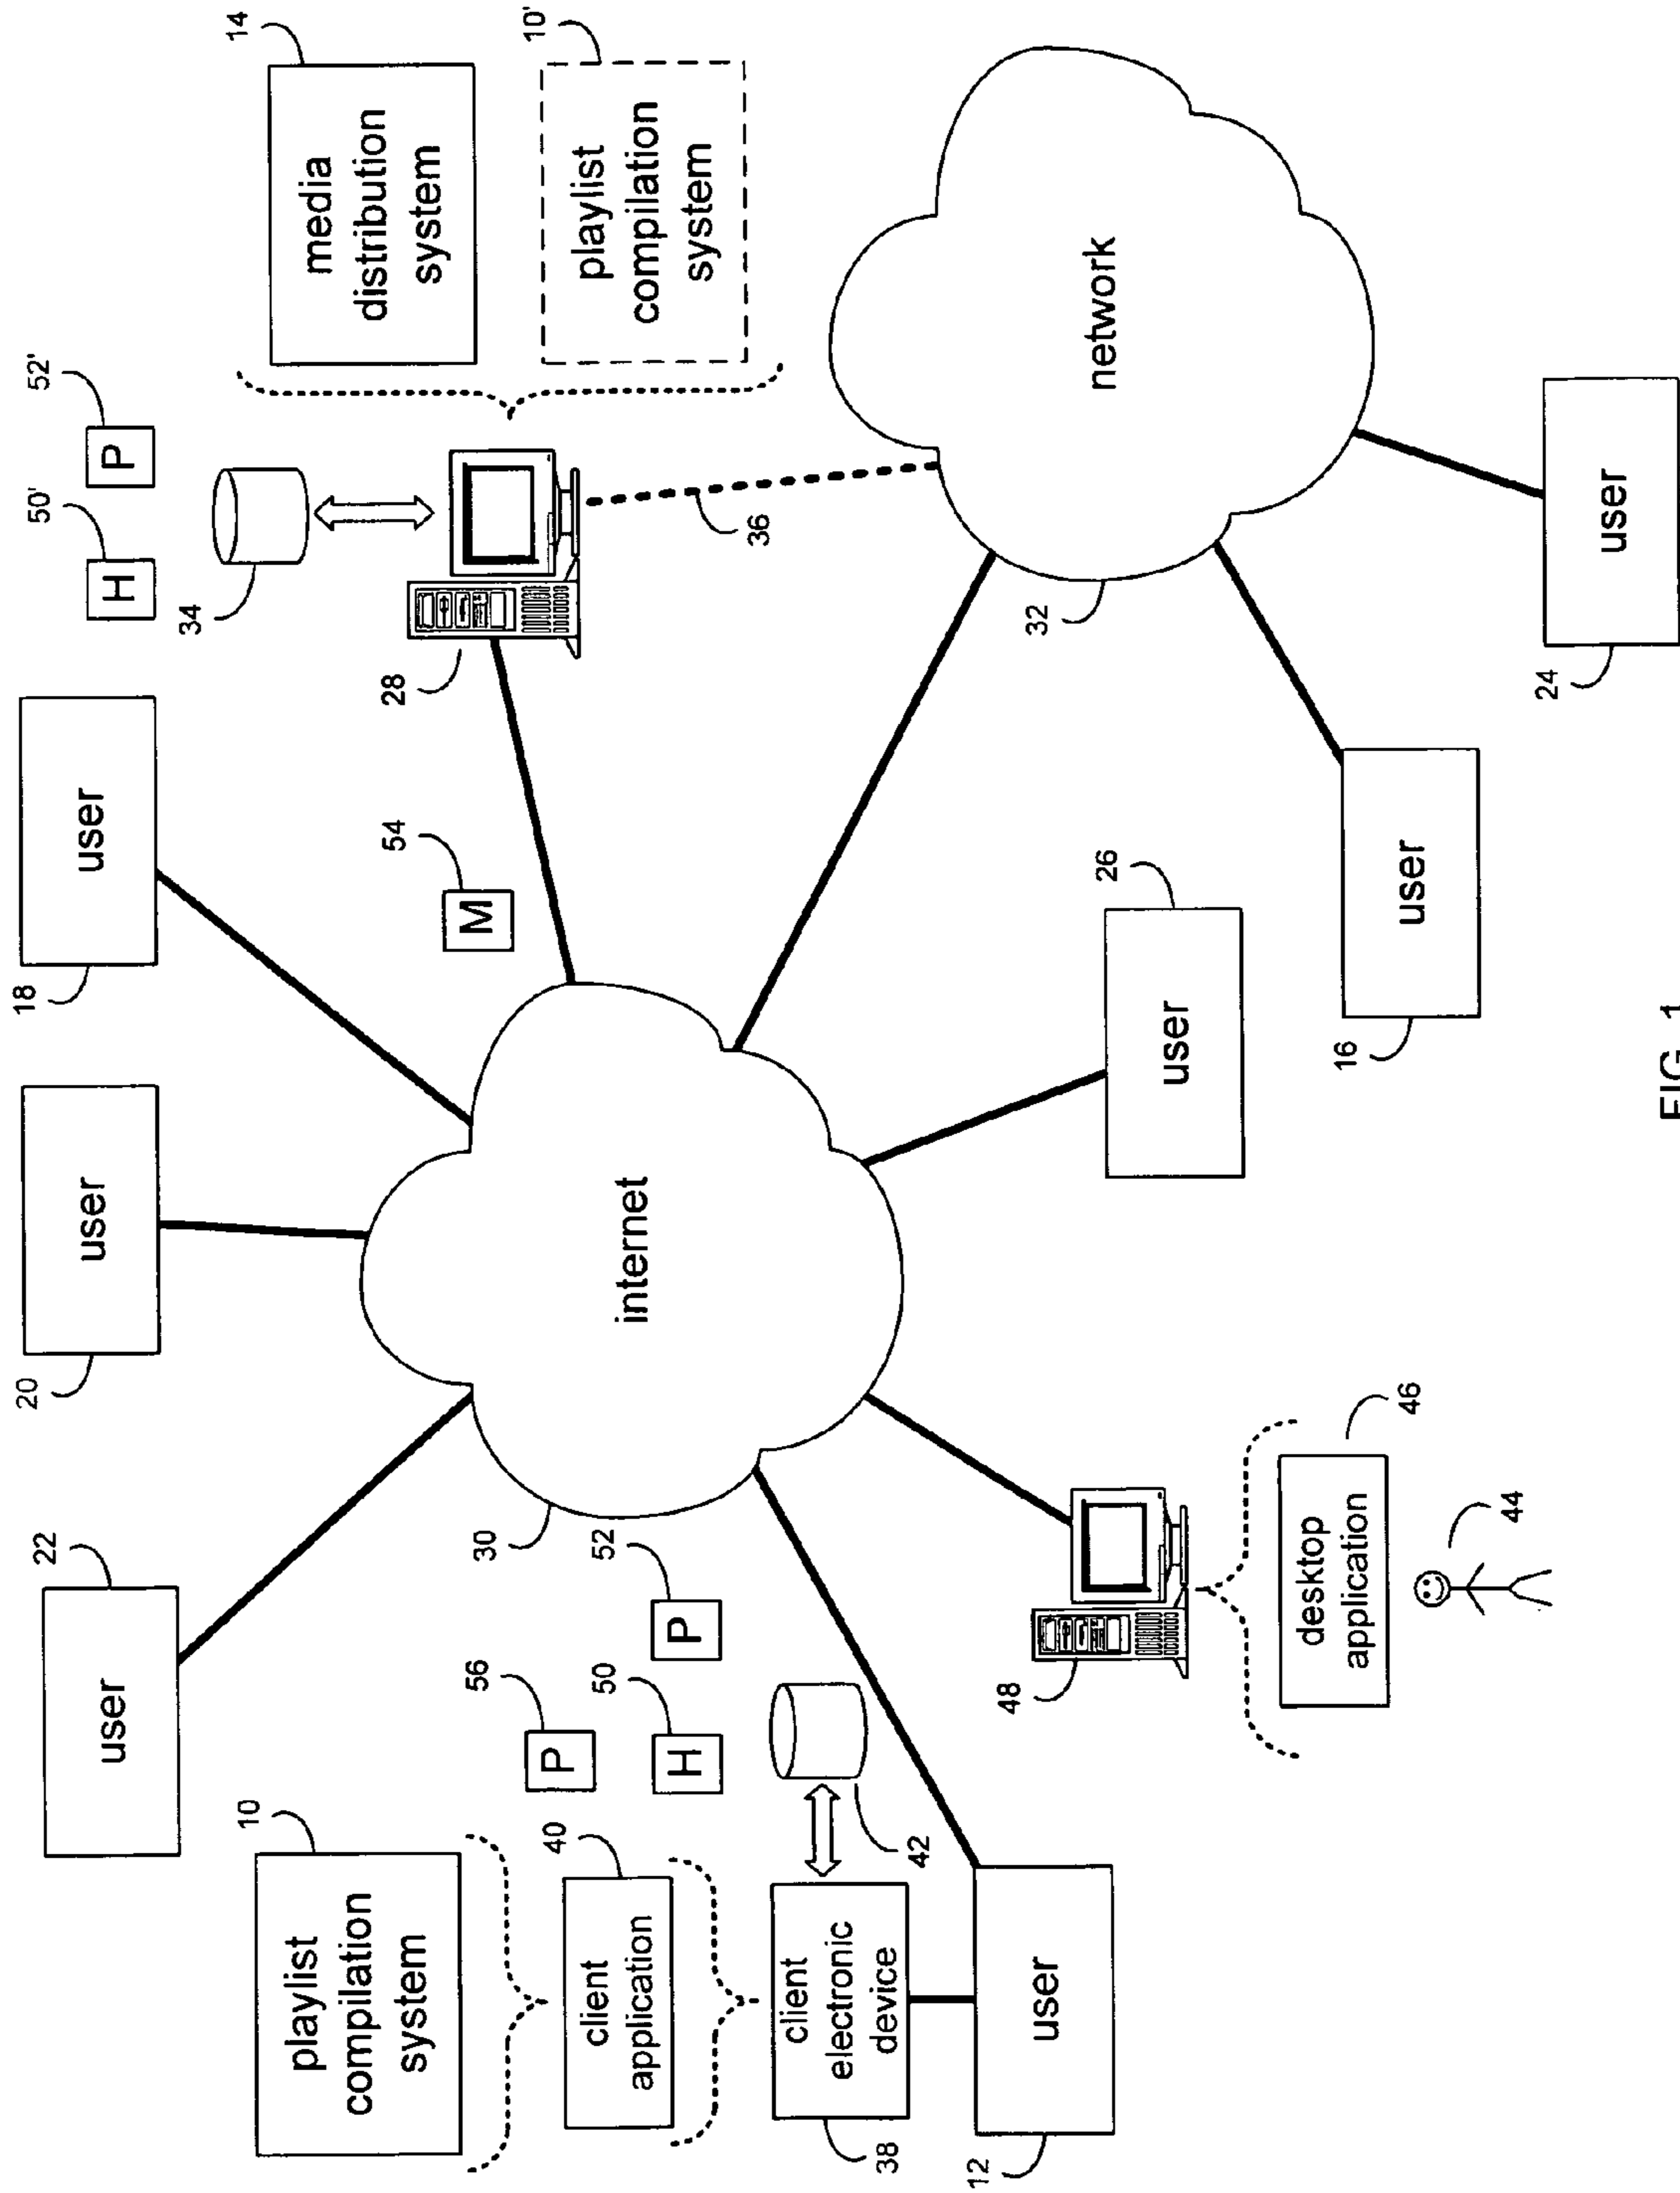 22
user
20
user
18
user
50'
H
52'
P
34
14
media
distribution
system
10'
playlist
compilation
system
28
36
54
M
10
playlist
compilation
system
40
client
application
56
P
50
H
52
P
30
internet
32
network
38
client
electronic
device
42
12
user
48
desktop
application
46
44
26
user
16
user
24
user
FIG. 1